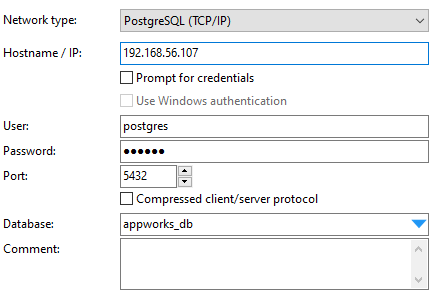 Network type: PostgreSQL (TCP/IP)
Hostname / IP: 192.168.56.107
Prompt for credentials
Use Windows authentication
User: postgres
Password: ●●●●●●
Port: 5432
Compressed client/server protocol
Database: appworks_db
Comment: